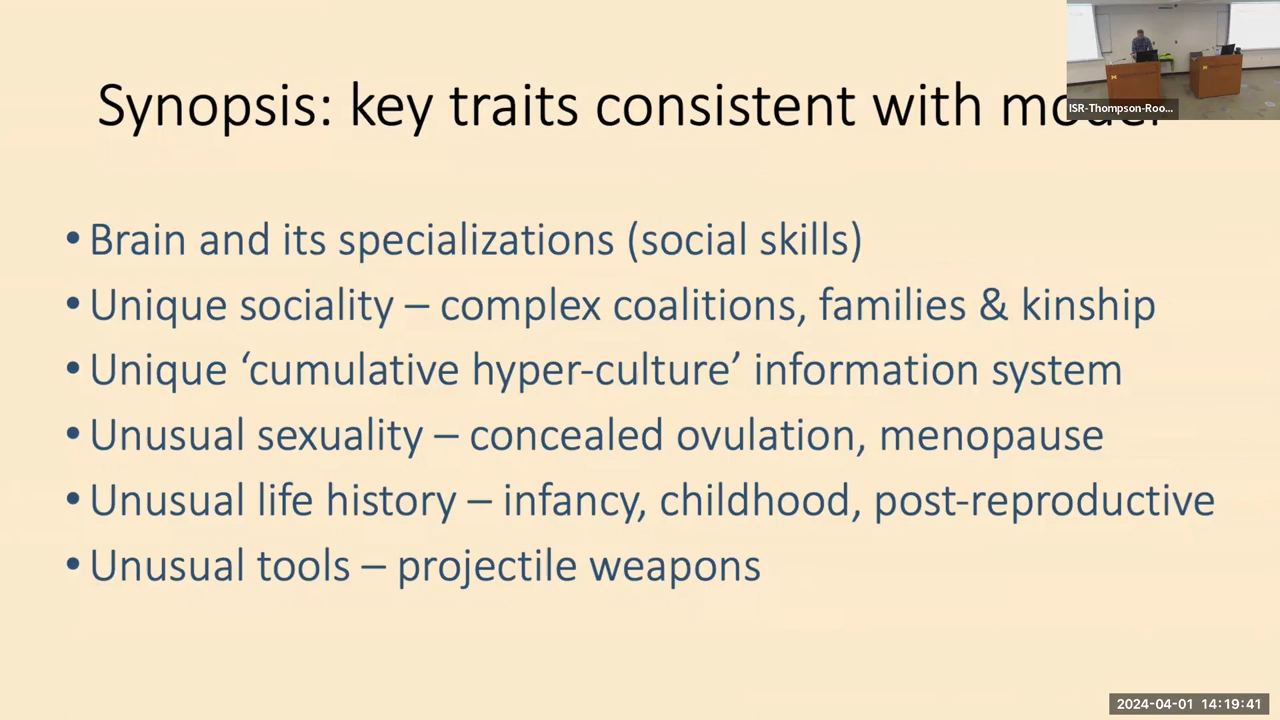 Synopsis: key traits consistent with model
ISR-Thompson-Roo...
• Brain and its specializations (social skills)
• Unique sociality – complex coalitions, families & kinship
• Unique ‘cumulative hyper-culture’ information system
• Unusual sexuality – concealed ovulation, menopause
• Unusual life history – infancy, childhood, post-reproductive
• Unusual tools – projectile weapons
2024-04-01 14:19:41